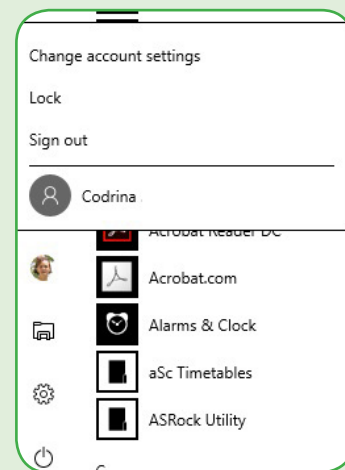 Change account settings
Lock
Sign out
Codrina
Acrobat Reader DC
Acrobat.com
Alarms & Clock
aSc Timetables
ASRock Utility